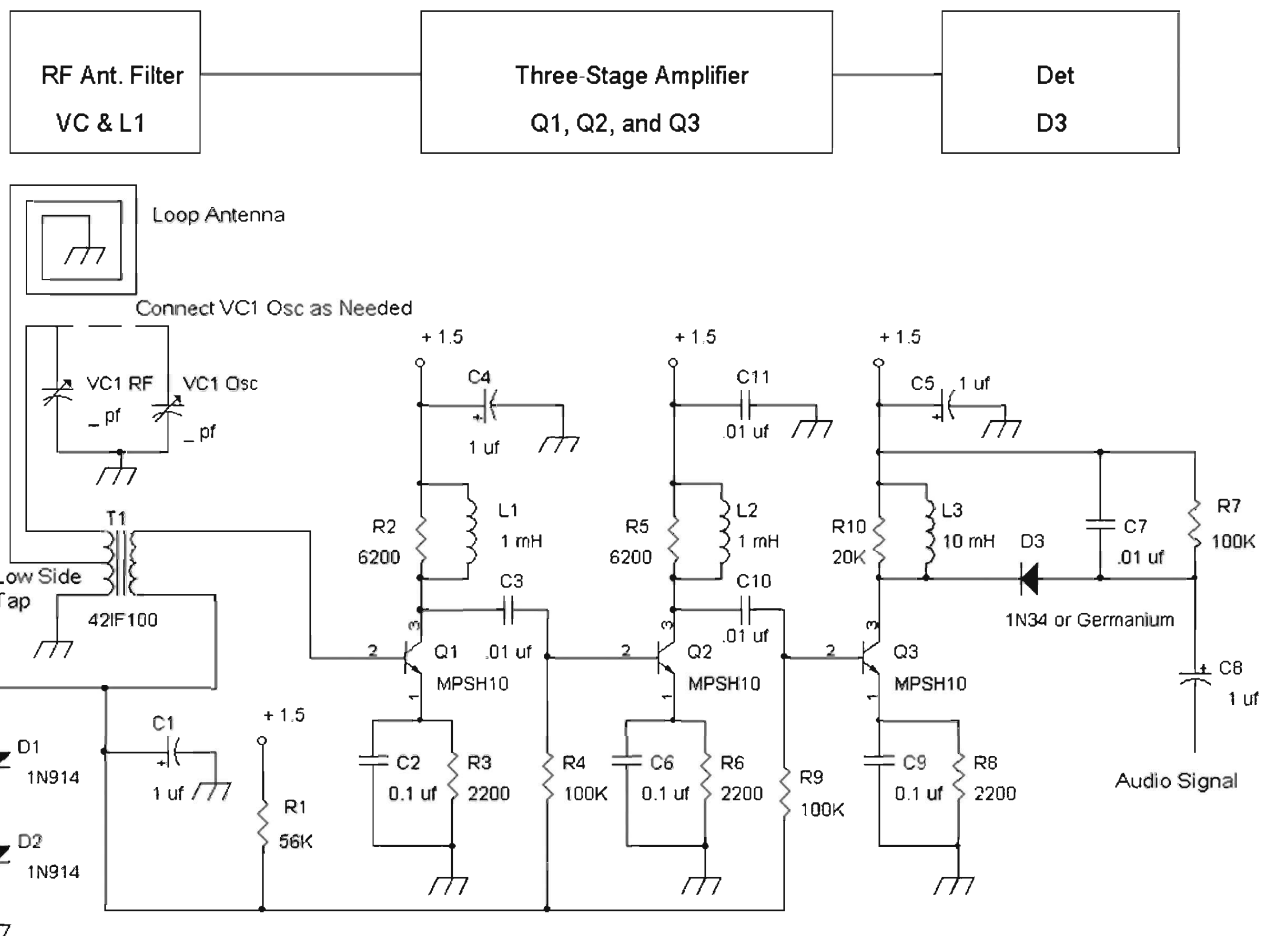 RF Ant. Filter
VC & L1
Three-Stage Amplifier
Q1, Q2, and Q3
Det
D3
Loop Antenna
Connect VC1 Osc as Needed
VC1 RF
_ pf
VC1 Osc
_ pf
T1
Low Side
Tap
42IF100
+ 1.5
C4
+
1 uf
R2
6200
L1
1 mH
C3
.01 uf
3
2
Q1
MPSH10
1
C2
0.1 uf
R3
2200
R4
100K
+ 1.5
C11
.01 uf
R5
6200
L2
1 mH
C10
.01 uf
3
2
Q2
MPSH10
1
C6
0.1 uf
R6
2200
R9
100K
+ 1.5
C5
1 uf
+
R10
20K
L3
10 mH
D3
1N34 or Germanium
C7
.01 uf
R7
100K
3
2
Q3
MPSH10
1
C9
0.1 uf
R8
2200
+
C8
1 uf
Audio Signal
D1
1N914
D2
1N914
C1
+
1 uf
+ 1.5
R1
56K